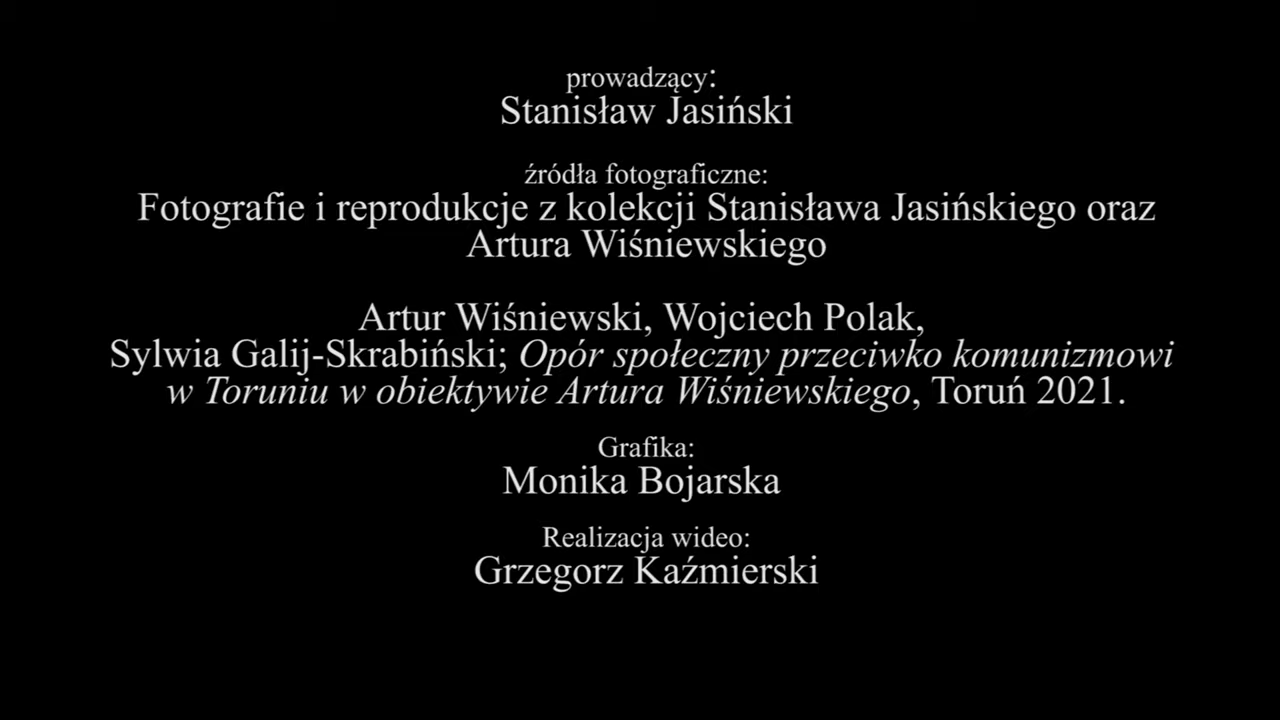 prowadzący:
Stanisław Jasiński
źródła fotograficzne:
Fotografie i reprodukcje z kolekcji Stanisława Jasińskiego oraz
Artura Wiśniewskiego
Artur Wiśniewski, Wojciech Polak,
Sylwia Galij-Skrabiński; Opór społeczny przeciwko komunizmowi
w Toruniu w obiektywie Artura Wiśniewskiego, Toruń 2021.
Grafika:
Monika Bojarska
Realizacja wideo:
Grzegorz Kaźmierski